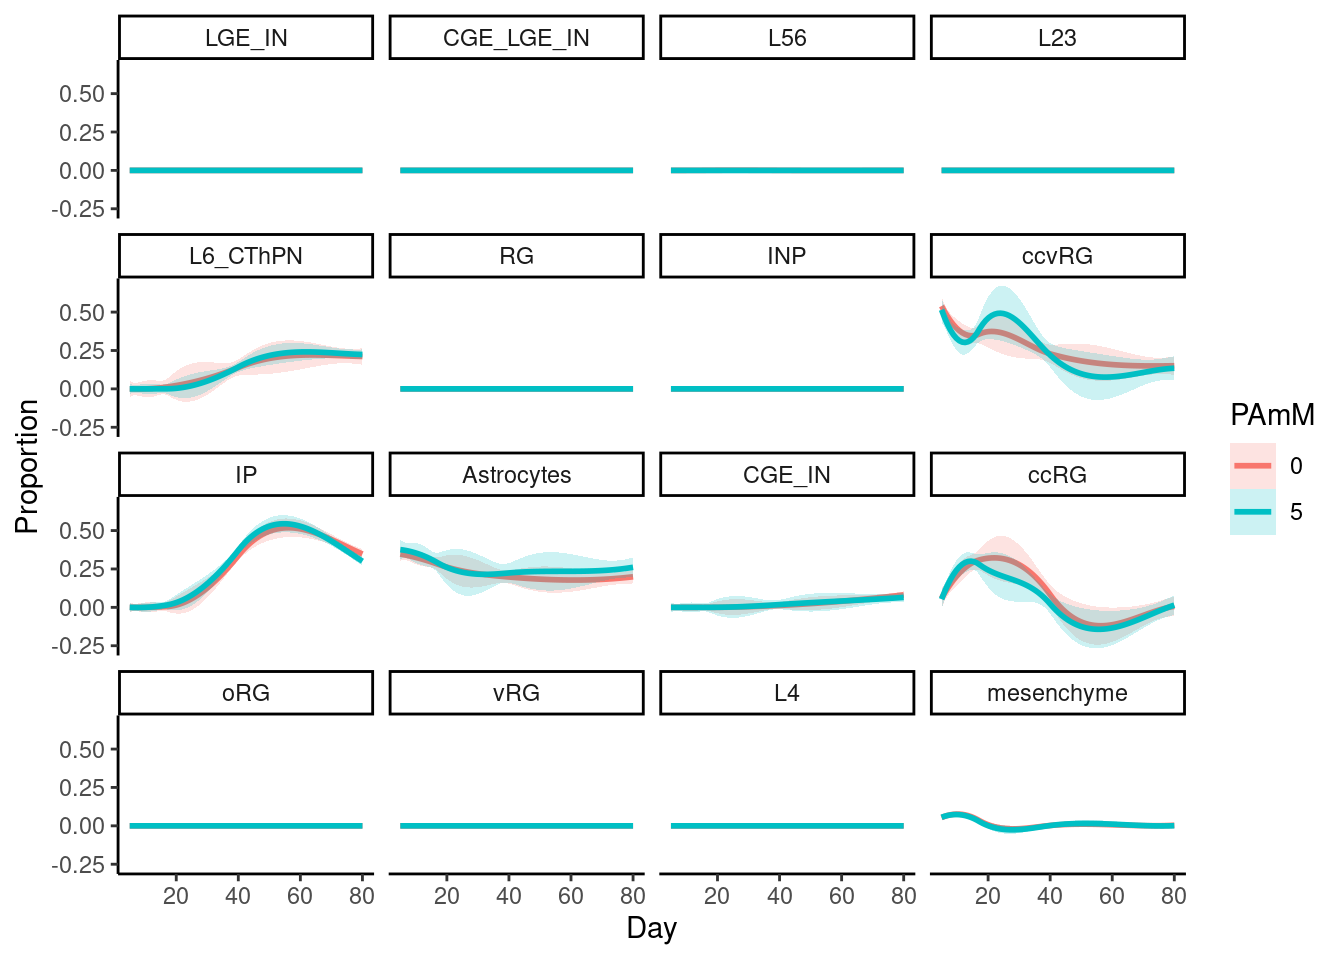 LGE_IN CGE_LGE_IN L56 L23
0.50
0.25
0.00
-0.25
L6_CThPN RG INP ccvRG
0.50
0.25
0.00
-0.25
IP Astrocytes CGE_IN ccRG
0.50
0.25
0.00
-0.25
oRG vRG L4 mesenchyme
0.50
0.25
0.00
-0.25
20 40 60 80 20 40 60 80 20 40 60 80 20 40 60 80
Day
Proportion
PAmM
0
5